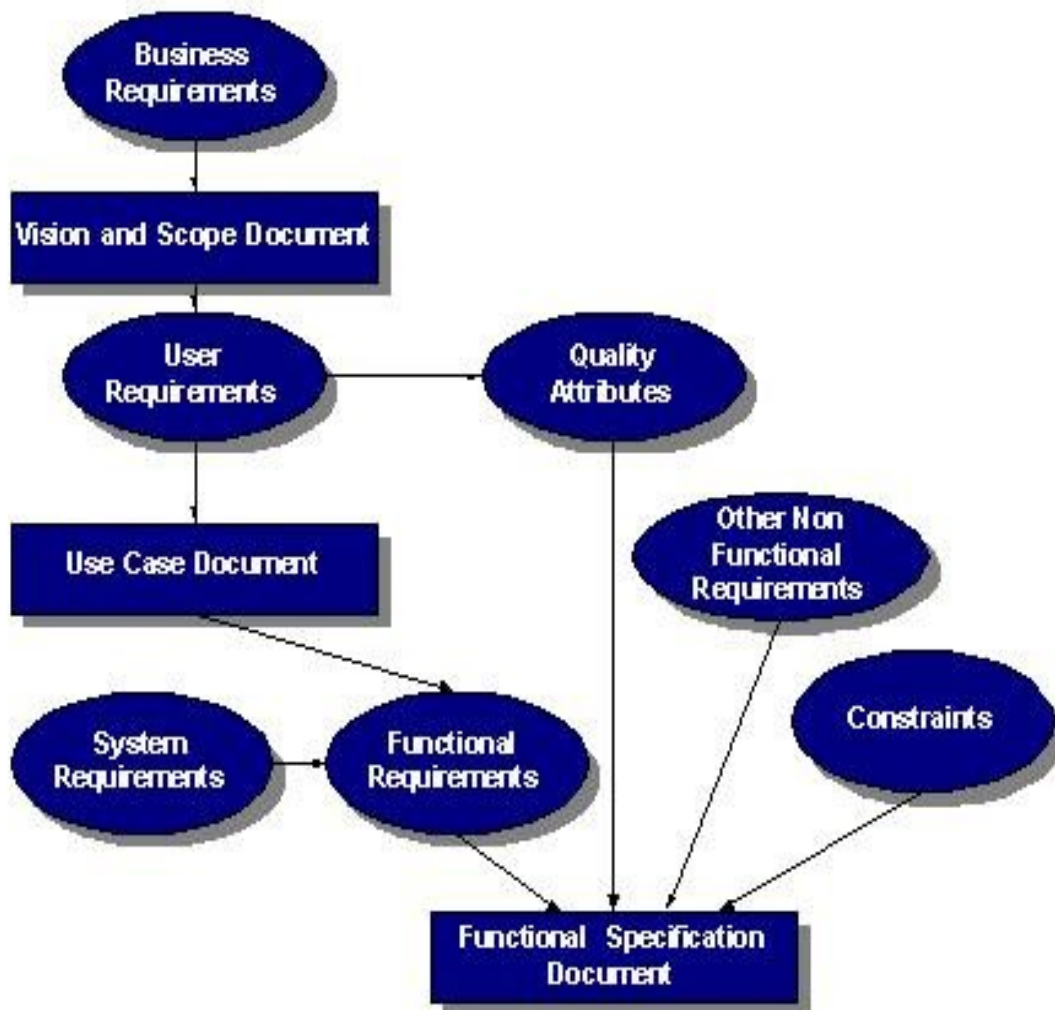 Business
Requirements
Vision and Scope Document
User
Requirements
Quality
Attributes
Use Case Document
Other Non
Functional
Requirements
System
Requirements
Functional
Requirements
Constraints
Functional Specification
Document